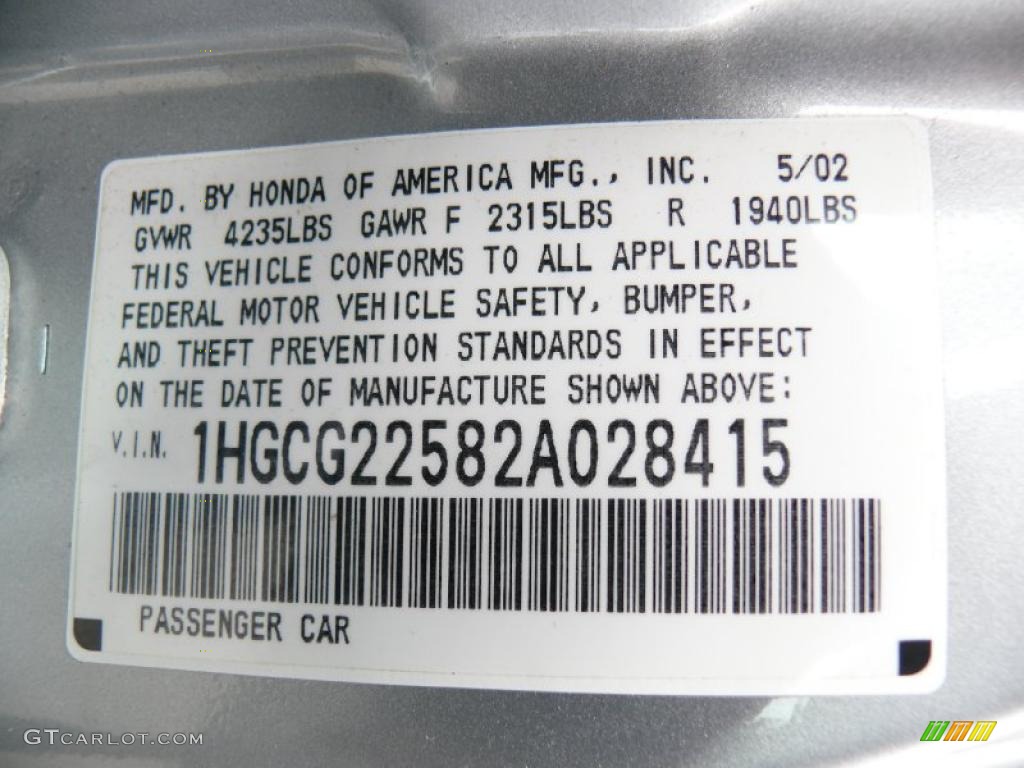 MFD. BY HONDA OF AMERICA MFG., INC. 5/02
GVWR 4235LBS GAWR F 2315LBS R 1940LBS
THIS VEHICLE CONFORMS TO ALL APPLICABLE
FEDERAL MOTOR VEHICLE SAFETY, BUMPER,
AND THEFT PREVENTION STANDARDS IN EFFECT
ON THE DATE OF MANUFACTURE SHOWN ABOVE:
V.I.N. 1HGCG22582A028415
PASSENGER CAR
GTCARLOT.COM